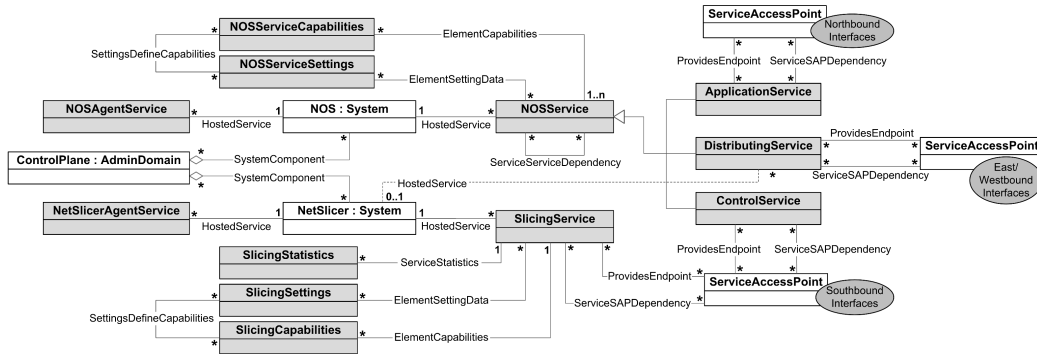 ServiceAccessPoint
Northbound
Interfaces
*
*
ProvidesEndpoint
ServiceSAPDependency
*
*
ApplicationService
NOSServiceCapabilities
*
*
ElementCapabilities
SettingsDefineCapabilities
NOSServiceSettings
*
*
ElementSettingData
*
1..n
NOSAgentService
*
1
HostedService
NOS : System
1
*
HostedService
NOSService
*
*
*
ServiceServiceDependency
DistributingService
ProvidesEndpoint
*
*
*
*
ServiceSAPDependency
*
ServiceAccessPoint
East/
Westbound
Interfaces
ControlPlane : AdminDomain
*
SystemComponent
*
SystemComponent
*
HostedService
0..1
NetSlicerAgentService
*
1
HostedService
NetSlicer : System
1
*
HostedService
SlicingService
1
*
1
*
*
ControlService
*
*
ProvidesEndpoint
ServiceSAPDependency
*
*
SlicingStatistics
*
ServiceStatistics
ProvidesEndpoint
*
ServiceAccessPoint
Southbound
Interfaces
SlicingSettings
*
*
ElementSettingData
ServiceSAPDependency
*
SettingsDefineCapabilities
SlicingCapabilities
*
*
ElementCapabilities